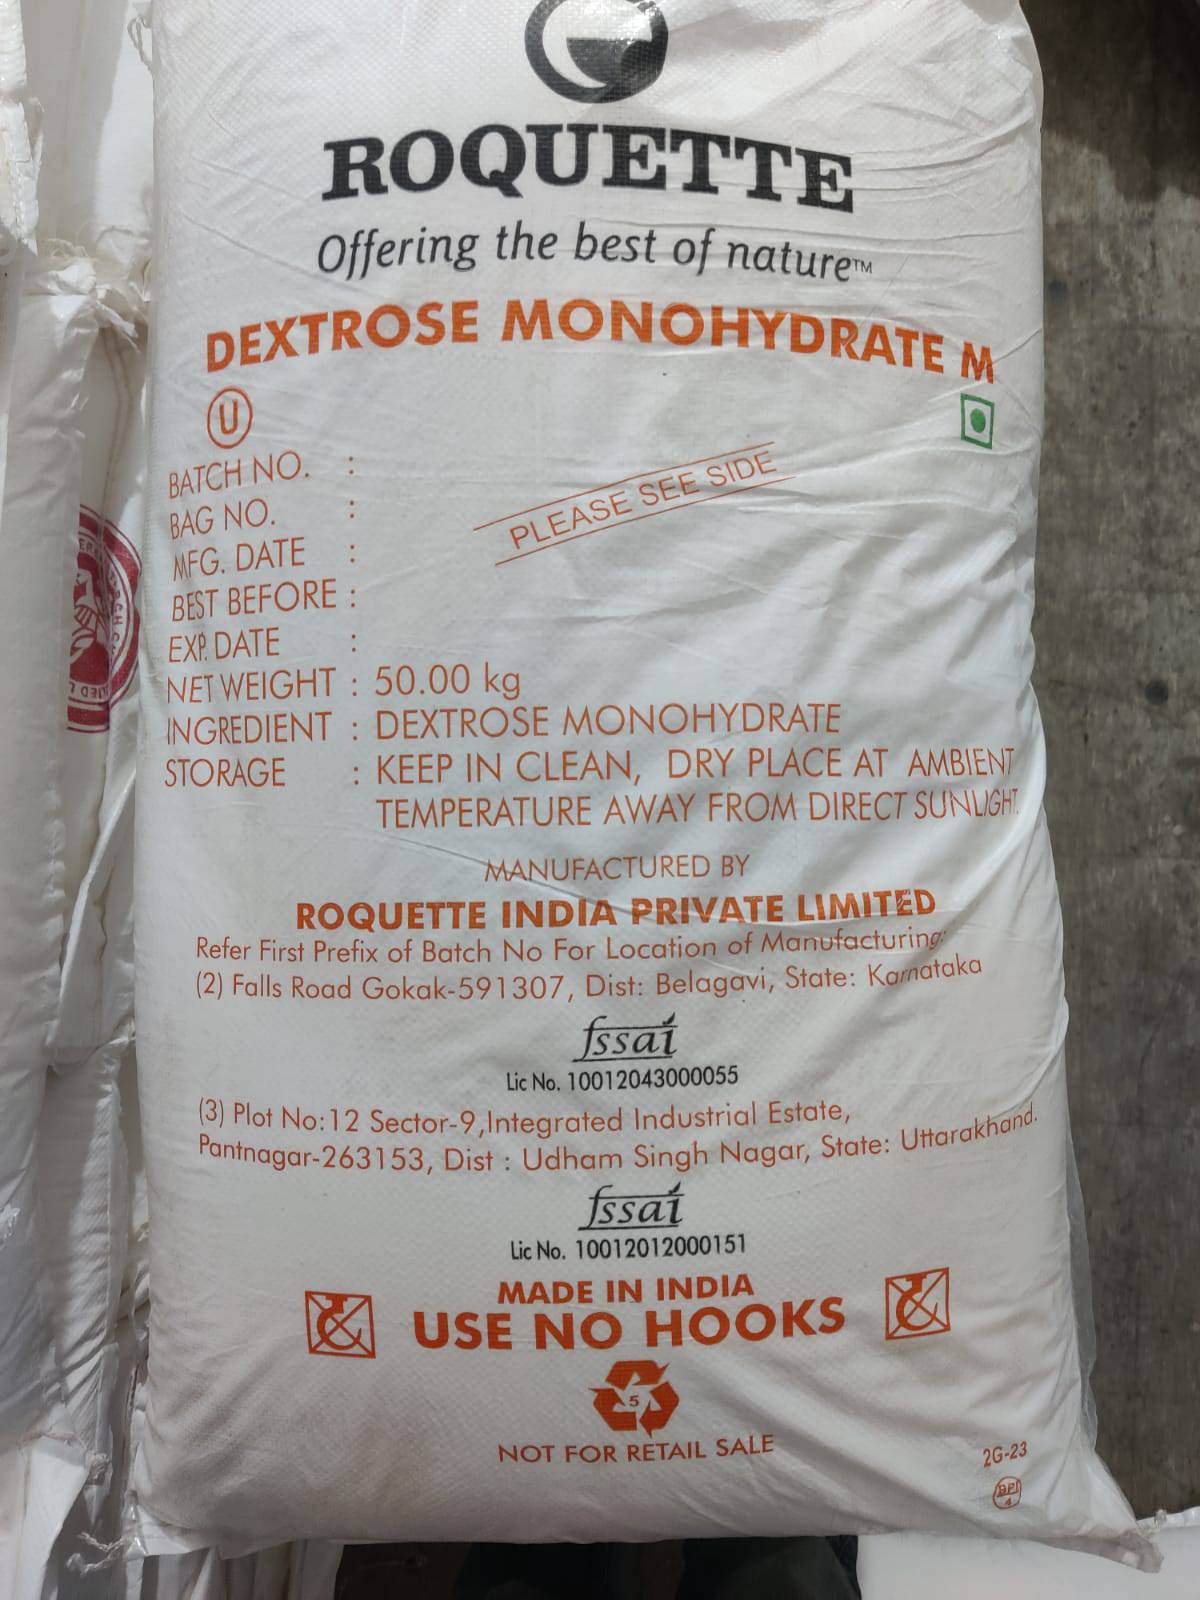 ROQUETTE
Offering the best of nature™
DEXTROSE MONOHYDRATE M
U
BATCH NO. :
BAG NO. :
PLEASE SEE SIDE
MFG. DATE :
BEST BEFORE :
EXP. DATE :
NET WEIGHT : 50.00 kg
INGREDIENT : DEXTROSE MONOHYDRATE
STORAGE : KEEP IN CLEAN, DRY PLACE AT AMBIENT
TEMPERATURE AWAY FROM DIRECT SUNLIGHT.
MANUFACTURED BY
ROQUETTE INDIA PRIVATE LIMITED
Refer First Prefix of Batch No For Location of Manufacturing:
(2) Falls Road Gokak-591307, Dist: Belagavi, State: Karnataka
fssai
Lic No. 10012043000055
(3) Plot No:12 Sector-9,Integrated Industrial Estate,
Pantnagar-263153, Dist : Udham Singh Nagar, State: Uttarakhand.
fssai
Lic No. 10012012000151
MADE IN INDIA
USE NO HOOKS
5
NOT FOR RETAIL SALE
2G-23
BPI
4